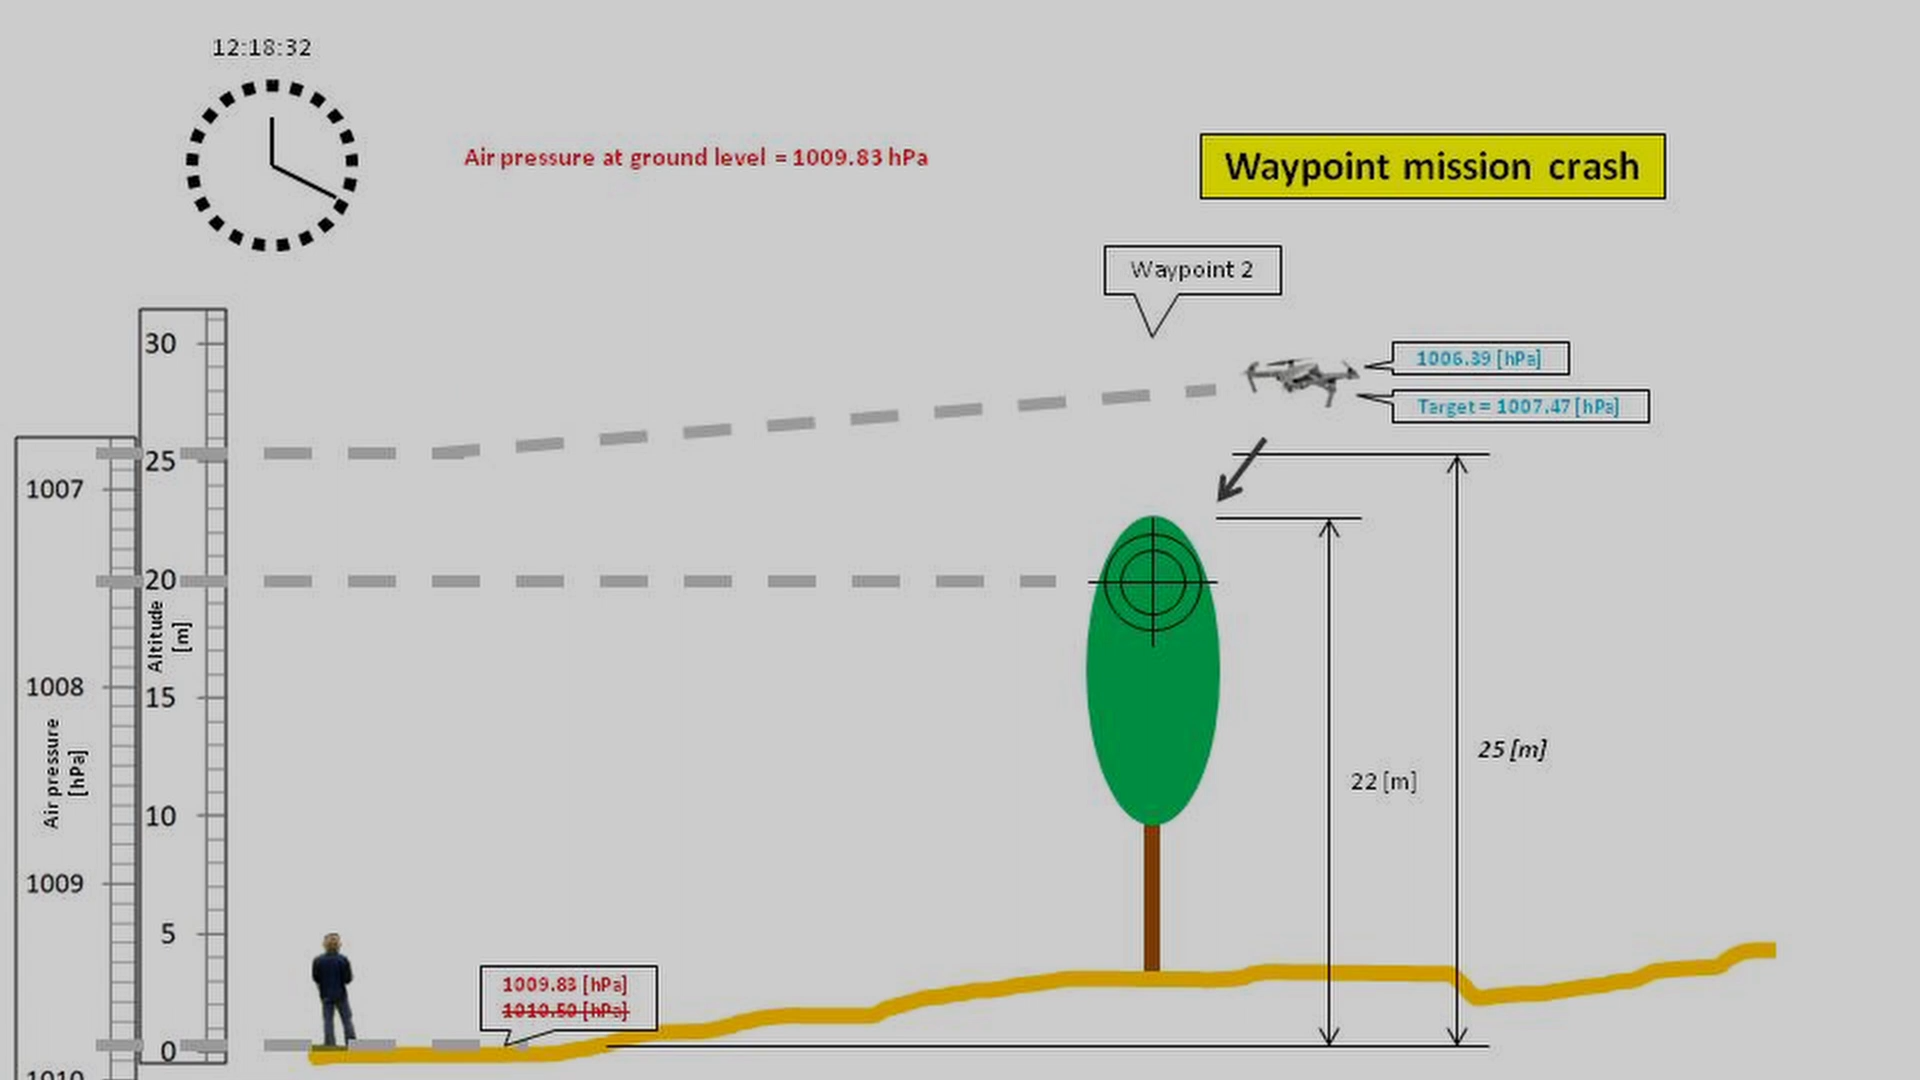 12:18:32
Air pressure at ground level = 1009.83 hPa
Waypoint mission crash
Waypoint 2
1006.39 [hPa]
Target = 1007.47 [hPa]
30
25
20
15
10
5
0
Altitude
[m]
1007
1008
1009
1010
Air pressure
[hPa]
25 [m]
22 [m]
1009.83 [hPa]
1010.50 [hPa]